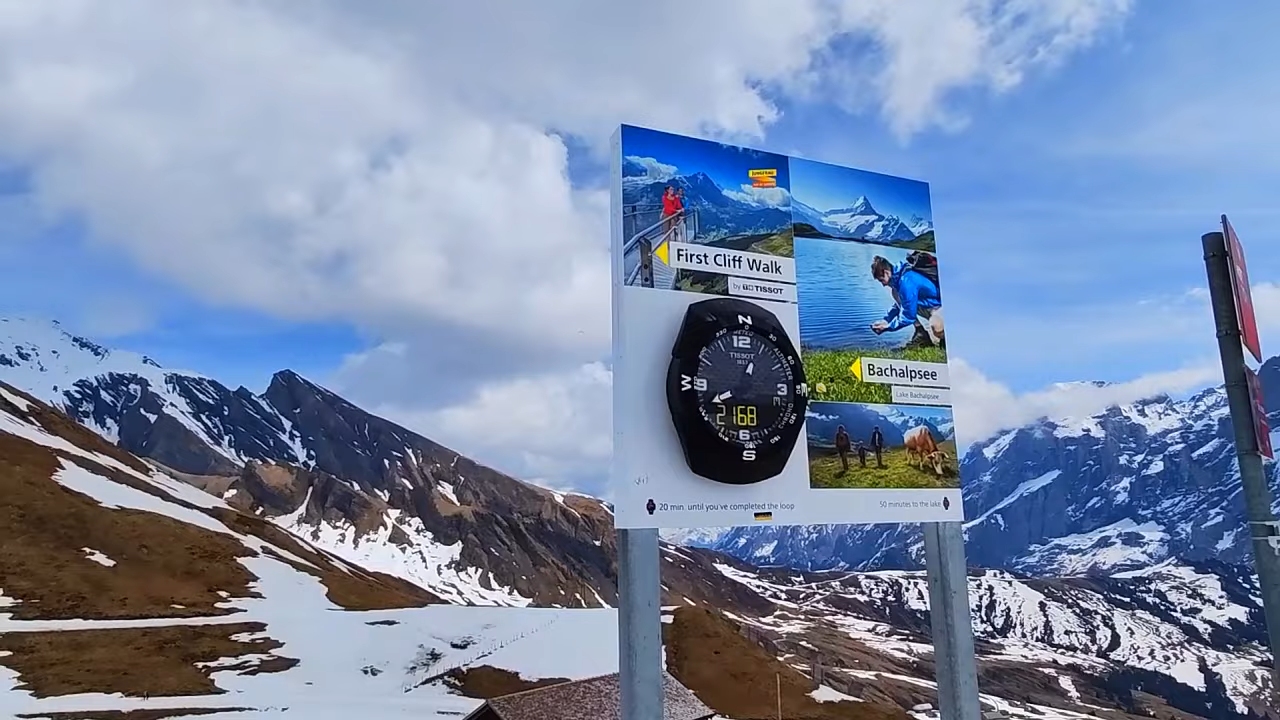 First Cliff Walk
by TISSOT
N
12
TISSOT
W
9
3
2168
6
S
Bachalpsee
Lake Bachalpsee
20 min. until you've completed the loop
50 minutes to the lake